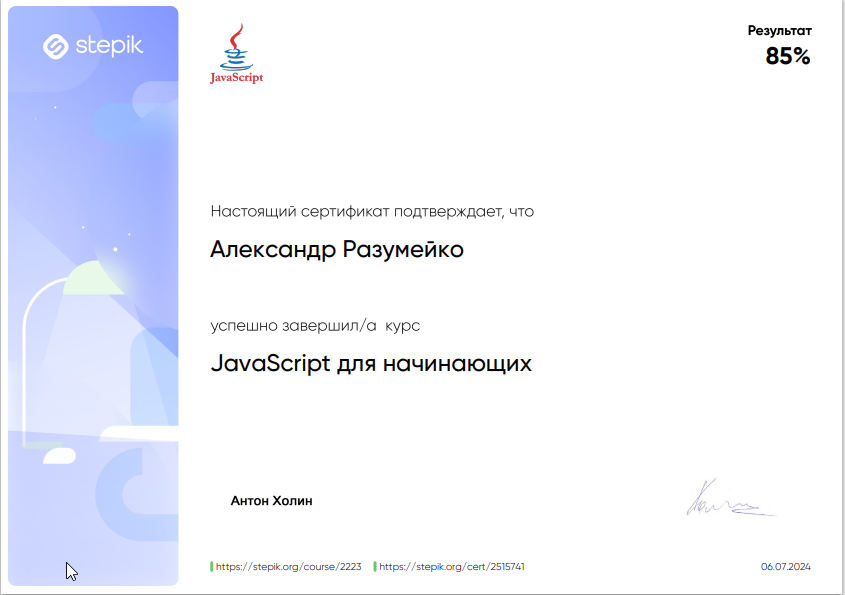 stepik
JavaScript
Результат
85%
Настоящий сертификат подтверждает, что
Александр Разумейко
успешно завершил/а курс
JavaScript для начинающих
Антон Холин
https://stepik.org/course/2223 https://stepik.org/cert/2515741
06.07.2024